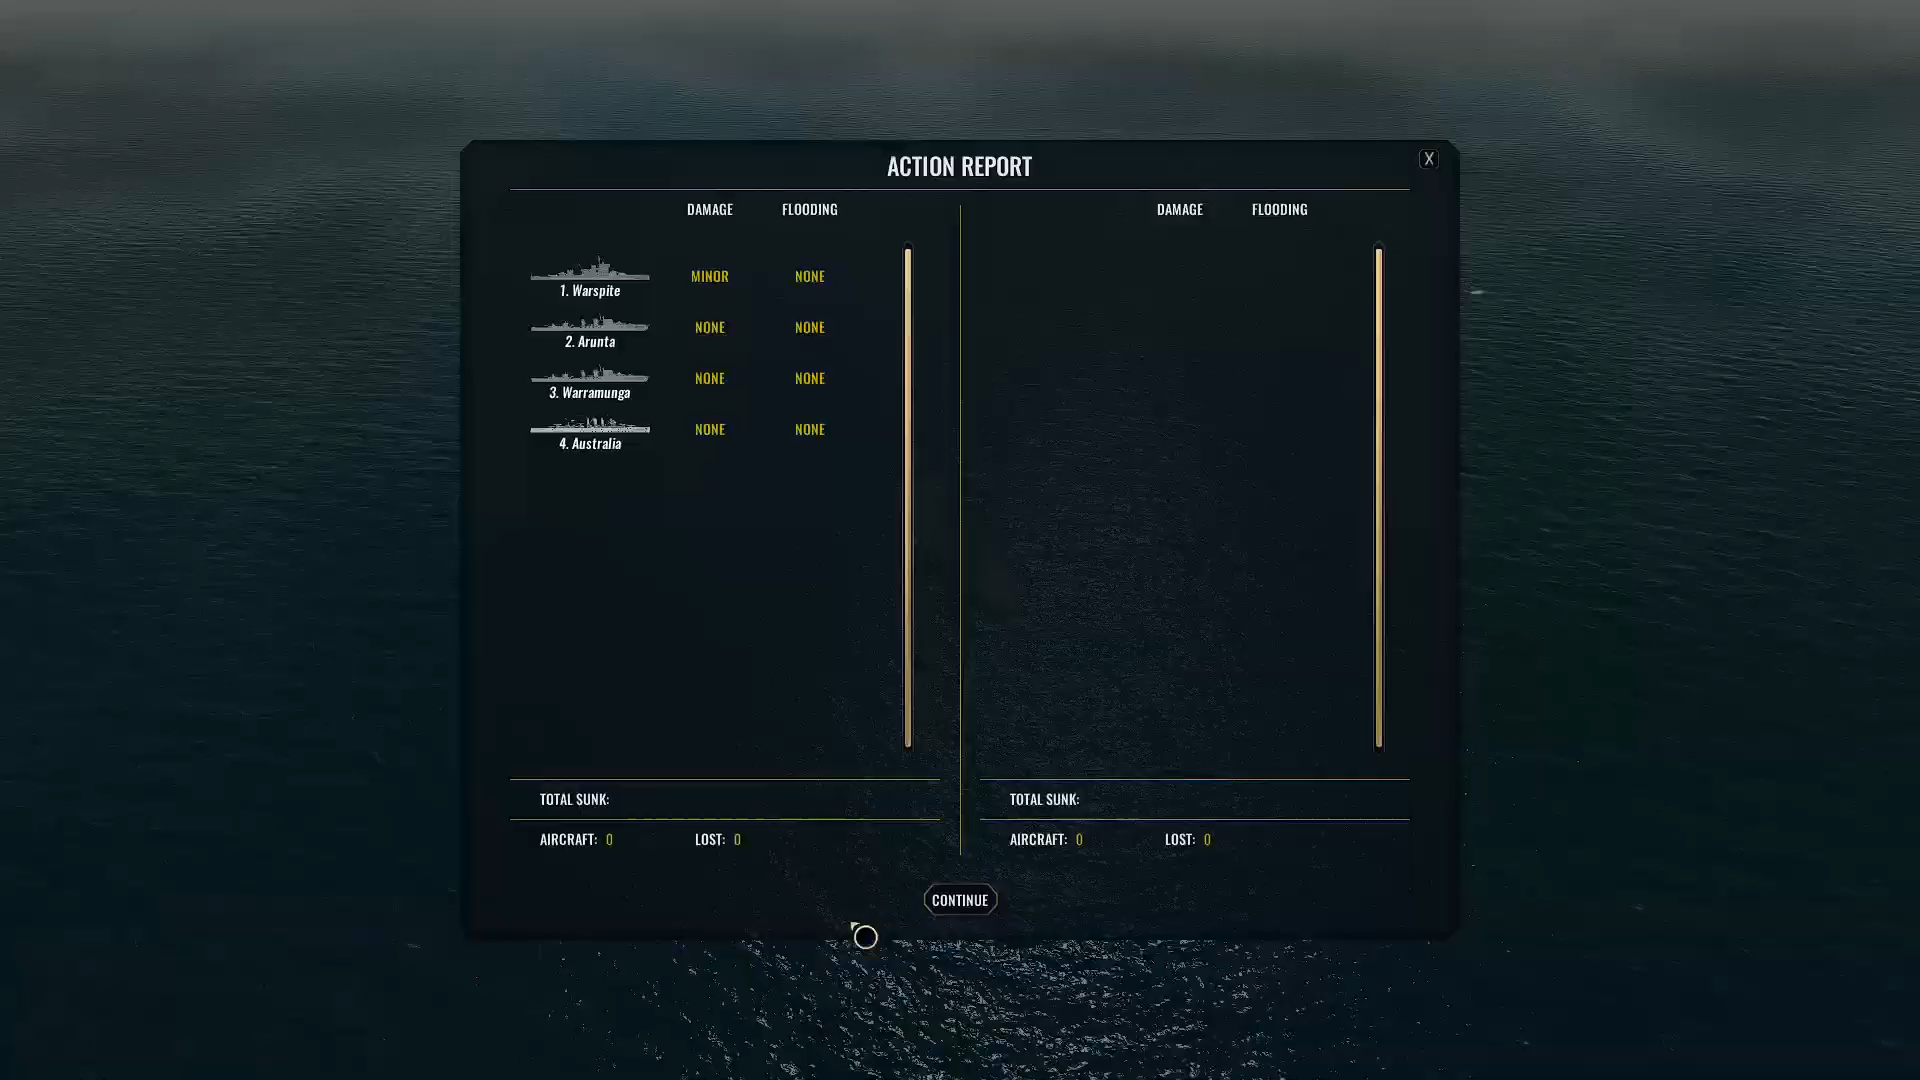 ACTION REPORT
X
DAMAGE FLOODING
1. Warspite MINOR NONE
2. Arunta NONE NONE
3. Warramunga NONE NONE
4. Australia NONE NONE
TOTAL SUNK:
AIRCRAFT: 0 LOST: 0
DAMAGE FLOODING
TOTAL SUNK:
AIRCRAFT: 0 LOST: 0
CONTINUE